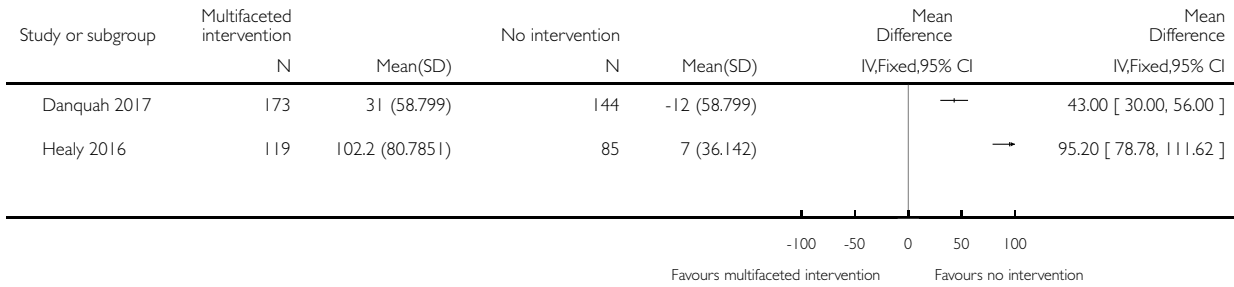 Study or subgroup Multifaceted intervention No intervention Mean Difference Mean Difference
N Mean(SD) N Mean(SD) IV,Fixed,95% CI IV,Fixed,95% CI
Danquah 2017 173 31 (58.799) 144 -12 (58.799) 43.00 [ 30.00, 56.00 ]
Healy 2016 119 102.2 (80.7851) 85 7 (36.142) 95.20 [ 78.78, 111.62 ]
-100 -50 0 50 100
Favours multifaceted intervention Favours no intervention